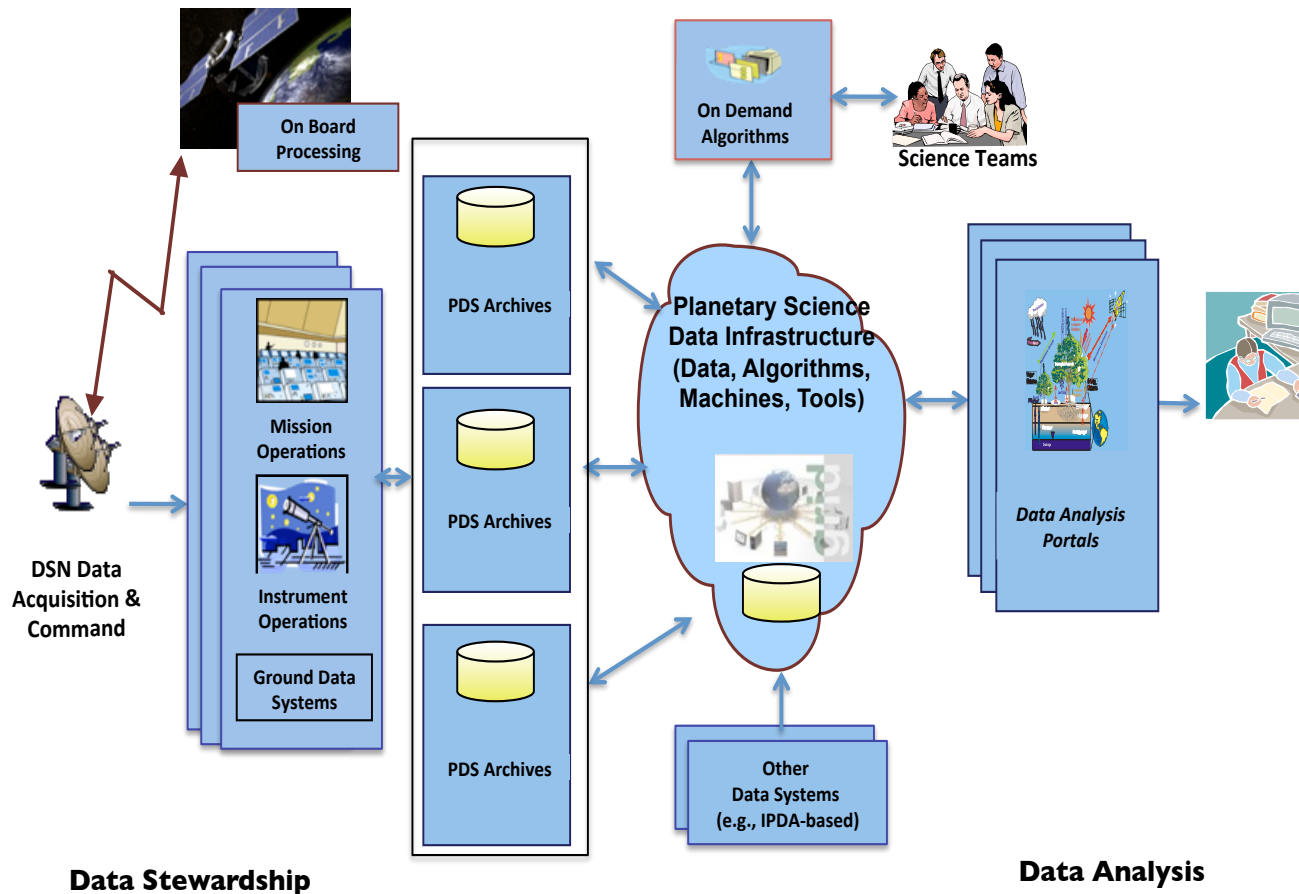 On Board
Processing
On Demand
Algorithms
Science Teams
PDS Archives
Planetary Science
Data Infrastructure
(Data, Algorithms,
Machines, Tools)
grid
Mission
Operations
PDS Archives
Data Analysis
Portals
DSN Data
Acquisition &
Command
Instrument
Operations
Ground Data
Systems
PDS Archives
Other
Data Systems
(e.g., IPDA-based)
Data Stewardship
Data Analysis